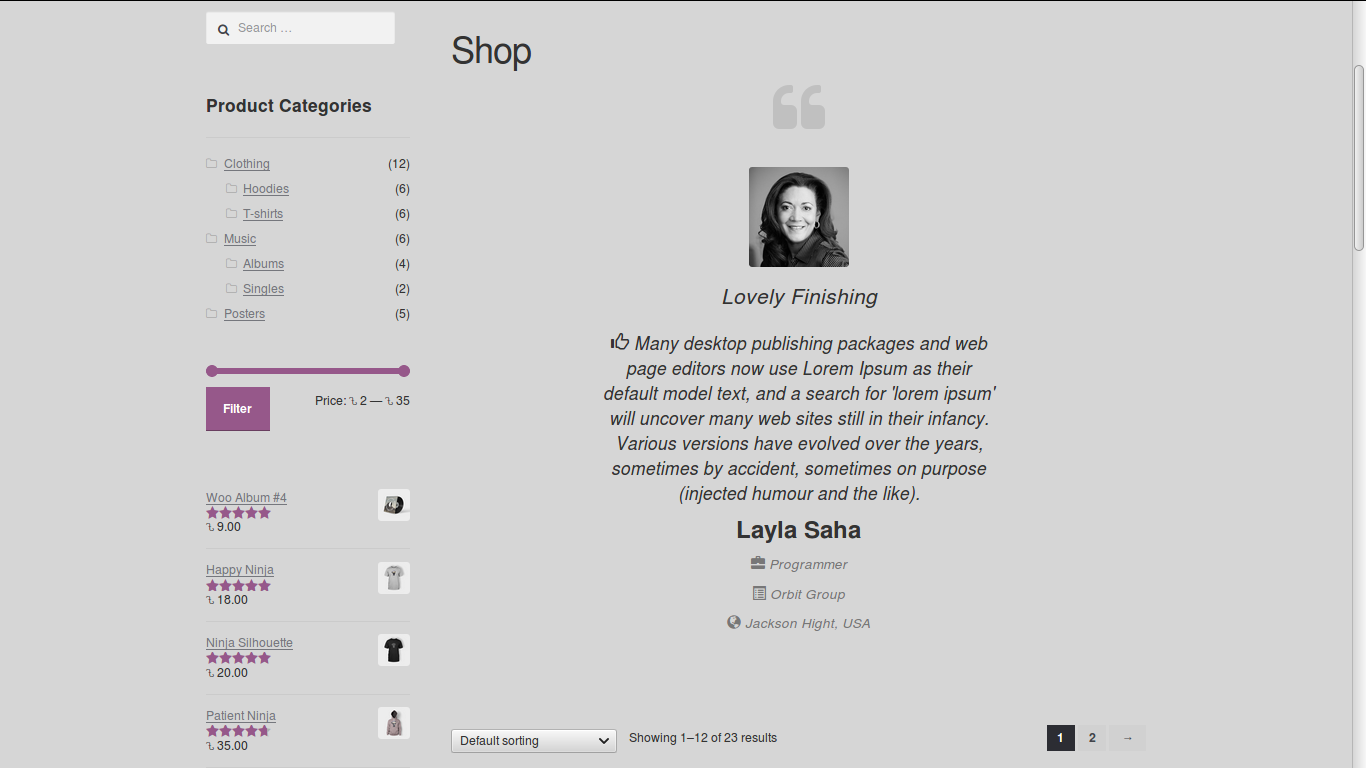 Search …
Product Categories
Clothing (12)
Hoodies (6)
T-shirts (6)
Music (6)
Albums (4)
Singles (2)
Posters (5)
Filter
Price: ৳ 2 — ৳ 35
Woo Album #4
৳ 9.00
Happy Ninja
৳ 18.00
Ninja Silhouette
৳ 20.00
Patient Ninja
৳ 35.00
Shop
Lovely Finishing
Many desktop publishing packages and web
page editors now use Lorem Ipsum as their
default model text, and a search for 'lorem ipsum'
will uncover many web sites still in their infancy.
Various versions have evolved over the years,
sometimes by accident, sometimes on purpose
(injected humour and the like).
Layla Saha
Programmer
Orbit Group
Jackson Hight, USA
Default sorting Showing 1–12 of 23 results 1 2 →